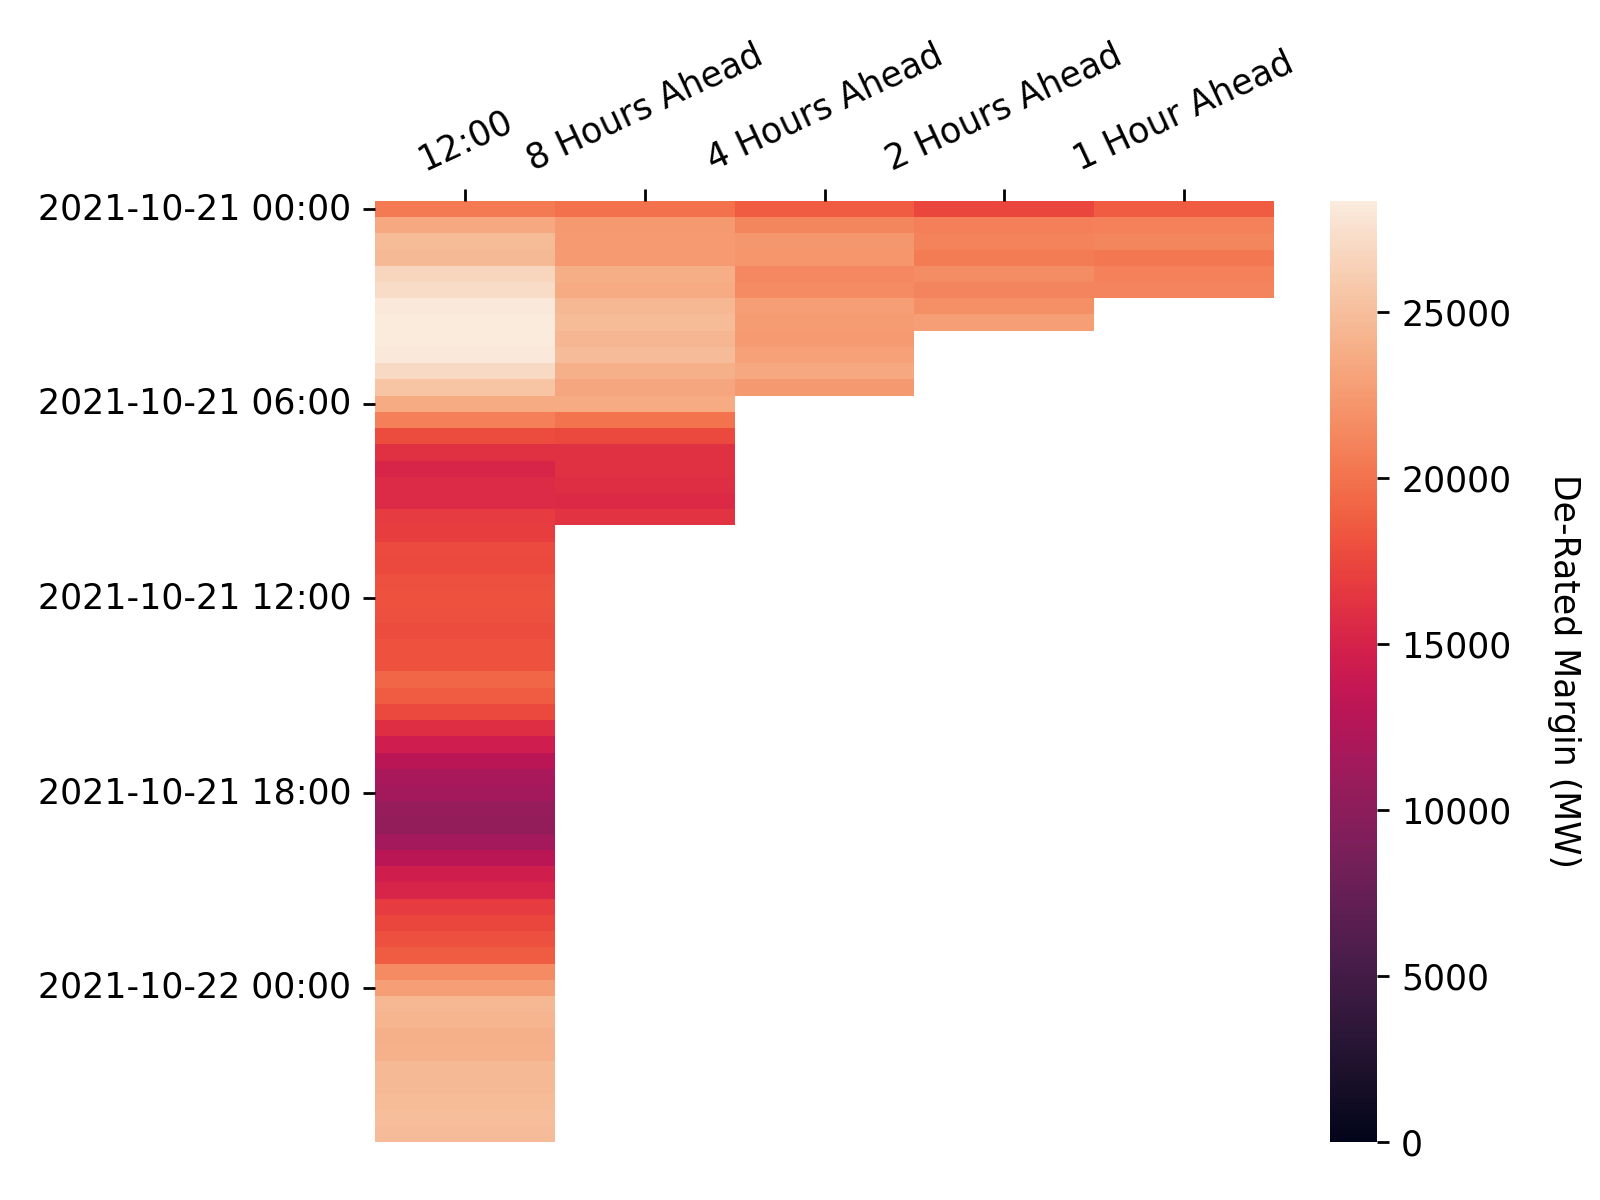 12:00
8 Hours Ahead
4 Hours Ahead
2 Hours Ahead
1 Hour Ahead
2021-10-21 00:00
2021-10-21 06:00
2021-10-21 12:00
2021-10-21 18:00
2021-10-22 00:00
25000
20000
15000
10000
5000
0
De-Rated Margin (MW)